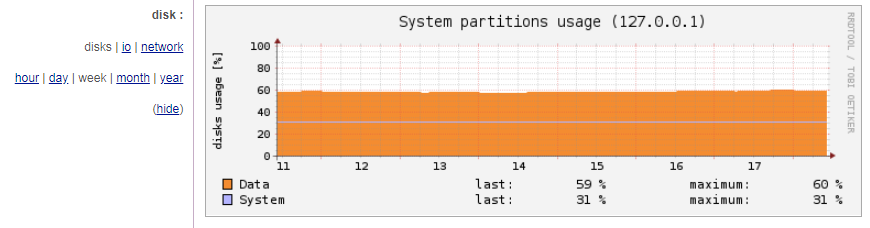 disk :
disks | io | network
hour | day | week | month | year
(hide)
System partitions usage (127.0.0.1)
RRDTOOL / TOBI OETIKER
disks usage [%]
100
80
60
40
20
0
11 12 13 14 15 16 17
Data last: 59 % maximum: 60 %
System last: 31 % maximum: 31 %